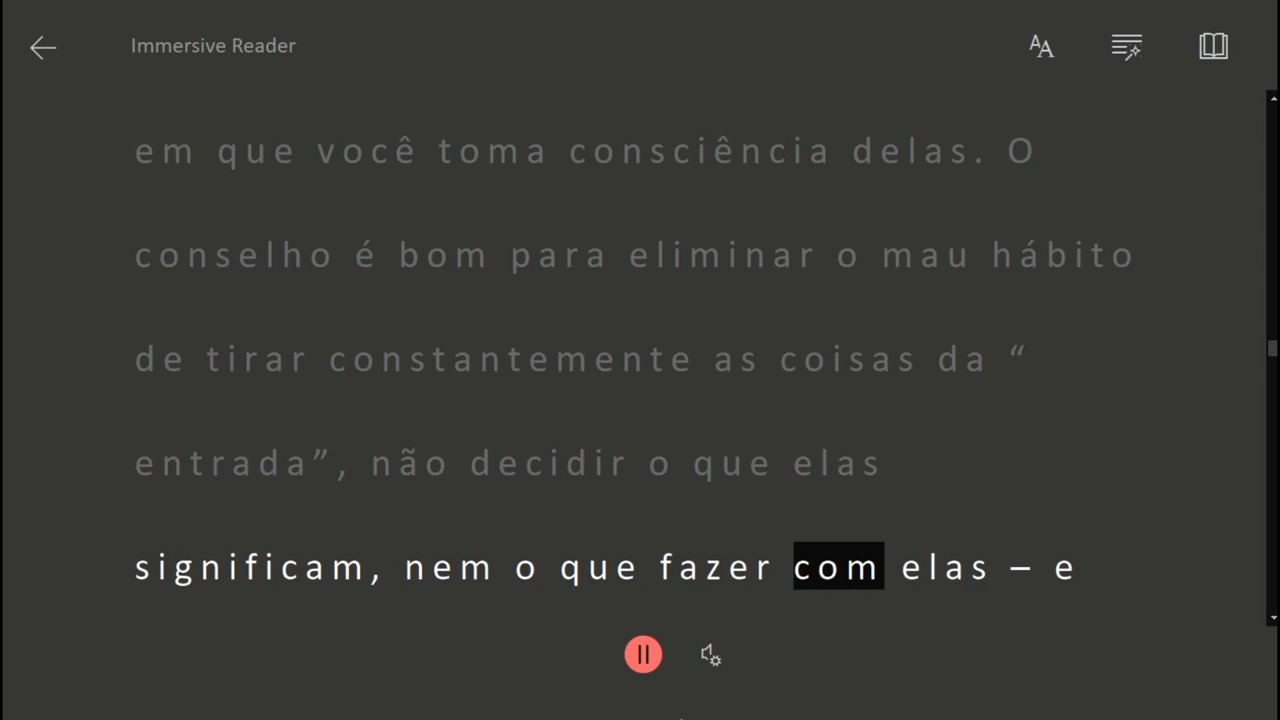 Immersive Reader
em que você toma consciência delas. O
conselho é bom para eliminar o mau hábito
de tirar constantemente as coisas da “
entrada”, não decidir o que elas
significam, nem o que fazer com elas – e